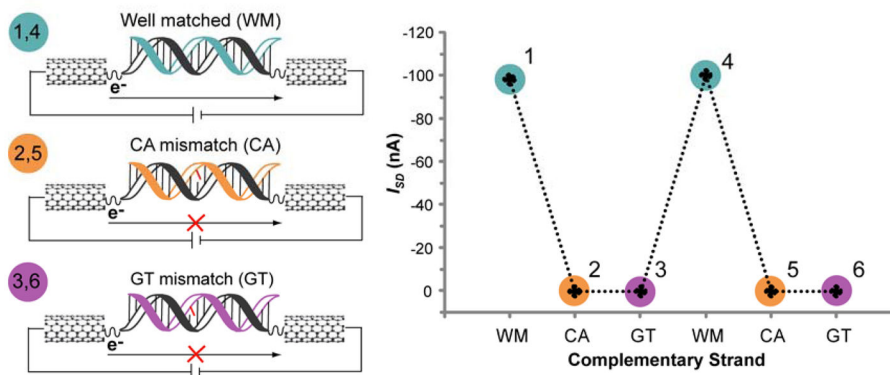 1,4
Well matched (WM)
e-
2,5
CA mismatch (CA)
e-
3,6
GT mismatch (GT)
e-
I_SD (nA)
-120
-100
-80
-60
-40
-20
0
1
2
3
4
5
6
WM CA GT WM CA GT
Complementary Strand